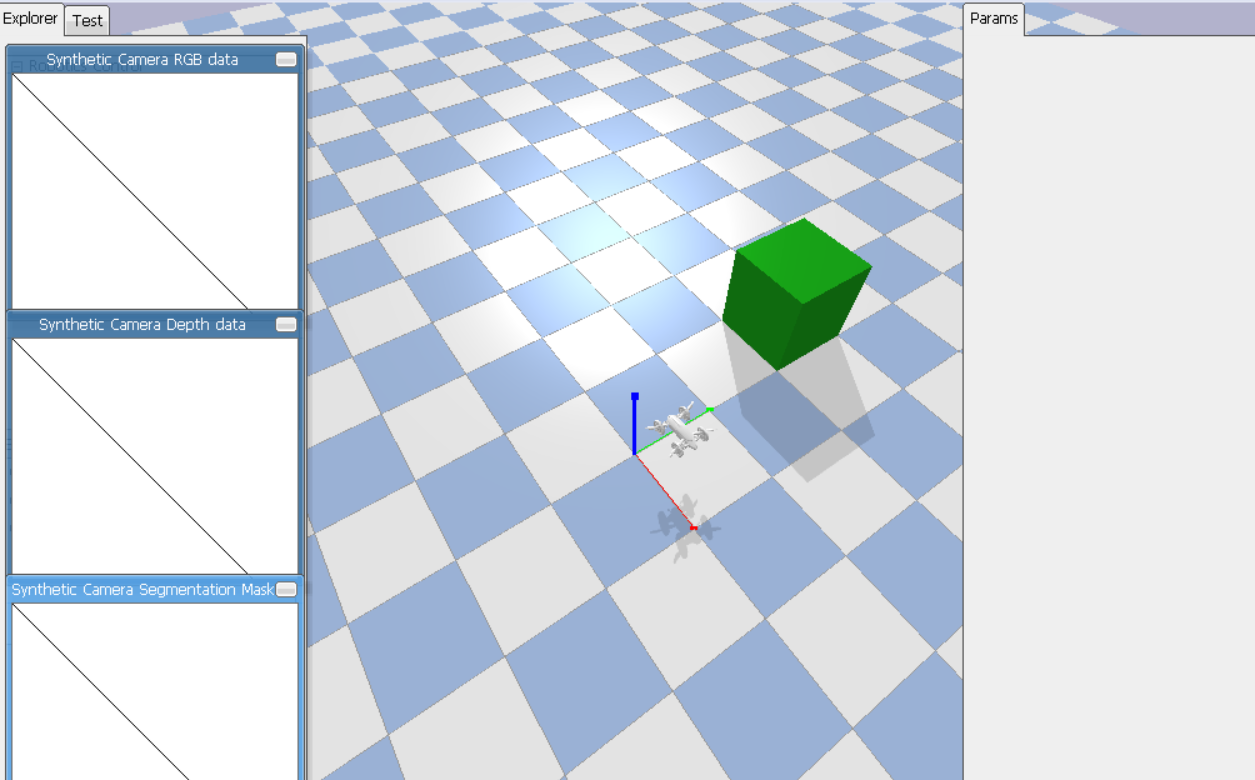 Explorer
Test
Params
Synthetic Camera RGB data
Synthetic Camera Depth data
Synthetic Camera Segmentation Mask